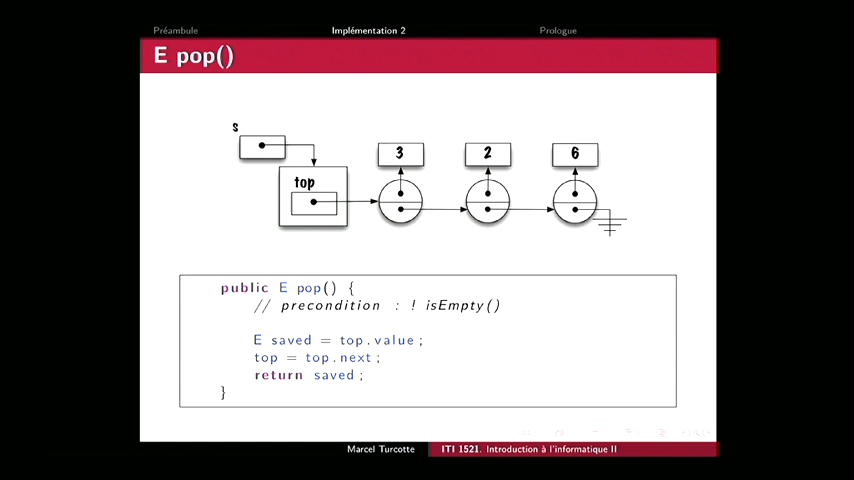 Préambule Implémentation 2 Prologue
E pop()
s
top
3 2 6
public E pop() {
// precondition : ! isEmpty()
E saved = top.value;
top = top.next;
return saved;
}
Marcel Turcotte ITI 1521. Introduction à l'informatique II